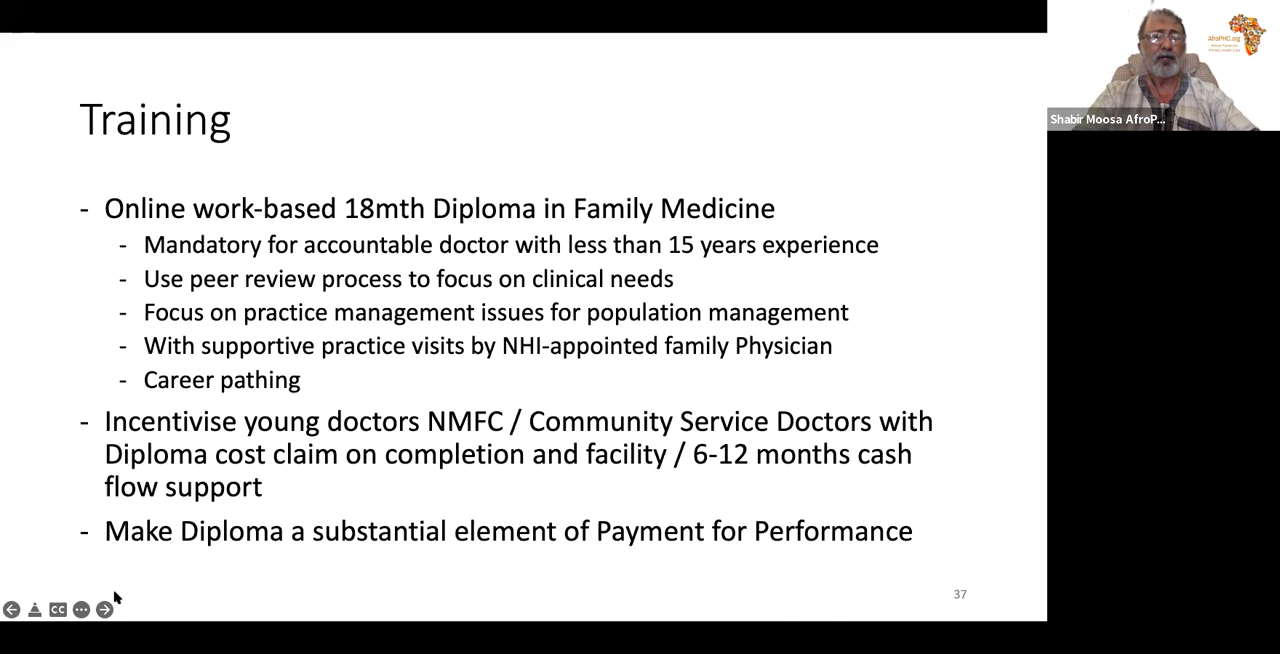 Training
- Online work-based 18mth Diploma in Family Medicine
- Mandatory for accountable doctor with less than 15 years experience
- Use peer review process to focus on clinical needs
- Focus on practice management issues for population management
- With supportive practice visits by NHI-appointed family Physician
- Career pathing
- Incentivise young doctors NMFC / Community Service Doctors with
Diploma cost claim on completion and facility / 6-12 months cash
flow support
- Make Diploma a substantial element of Payment for Performance
37
CC
AfroPHC.org
Shabir Moosa AfroP...